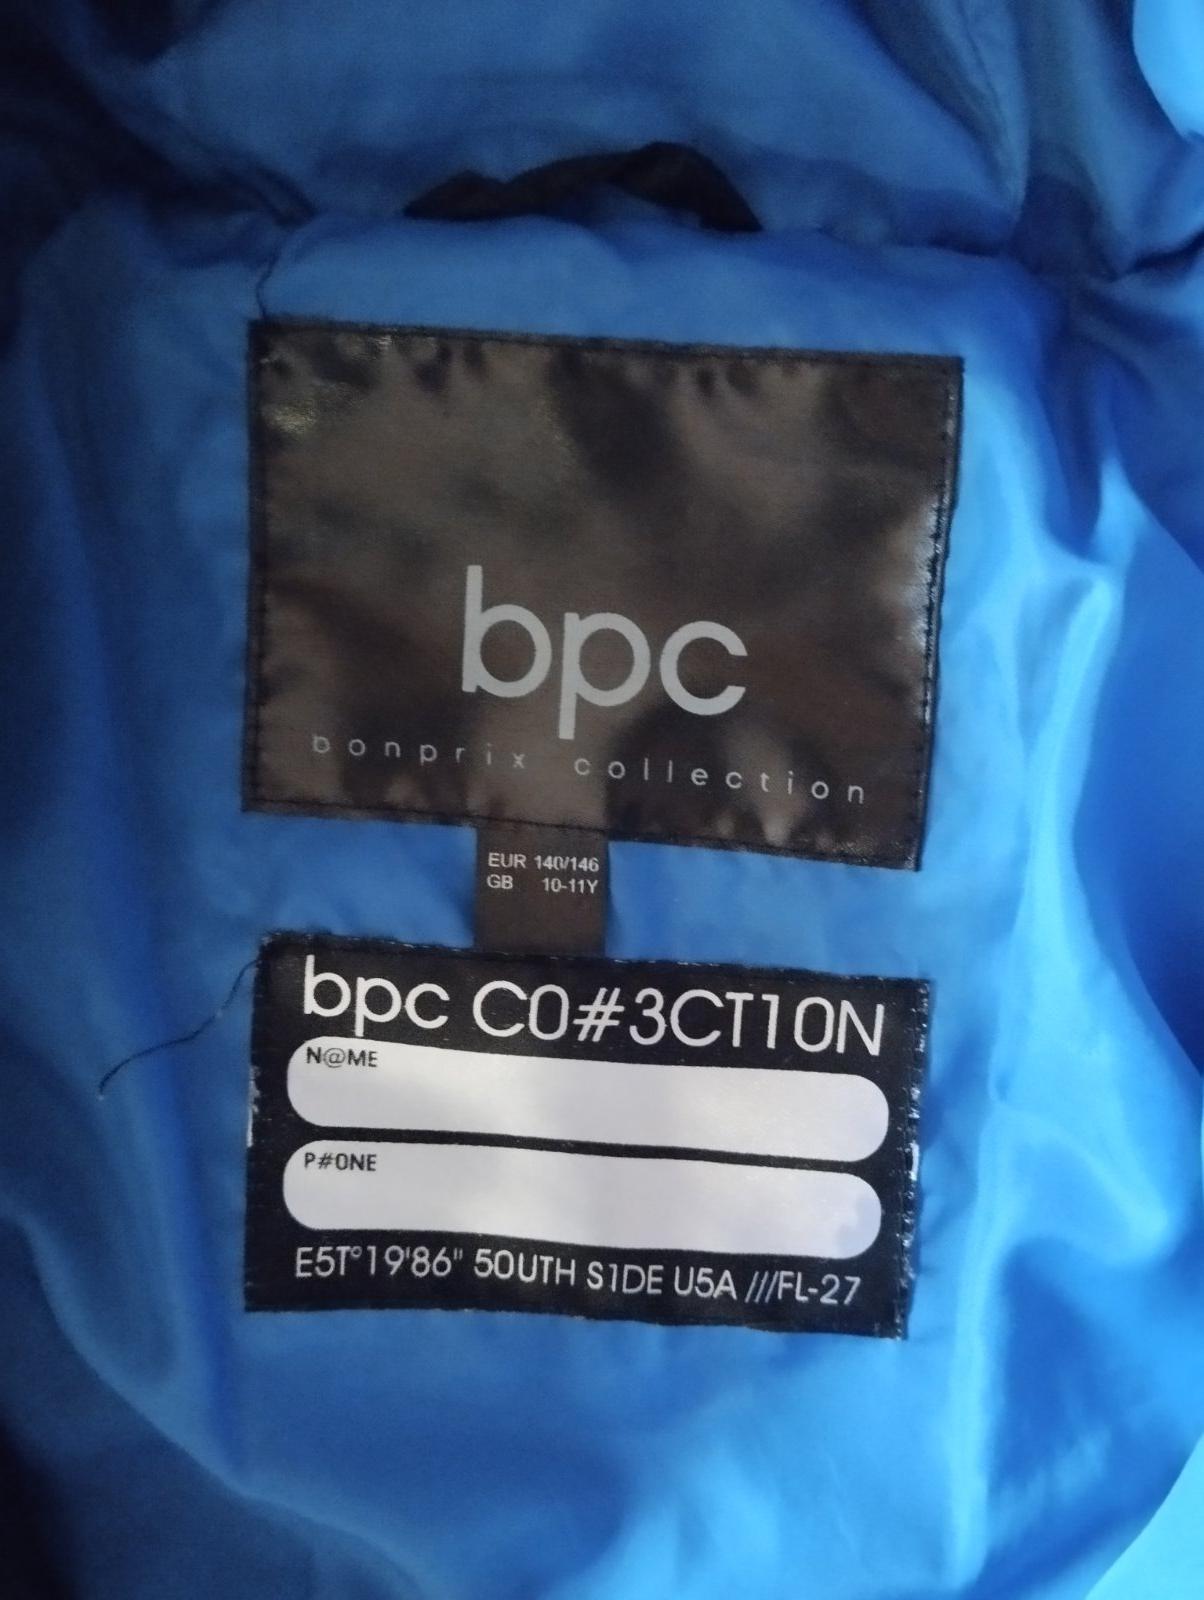 bpc
bonprix collection
EUR 140/146
GB 10-11Y
bpc C0#3CT10N
N@ME
P#0NE
E5T°19'86" 50UTH S1DE U5A ///FL-27